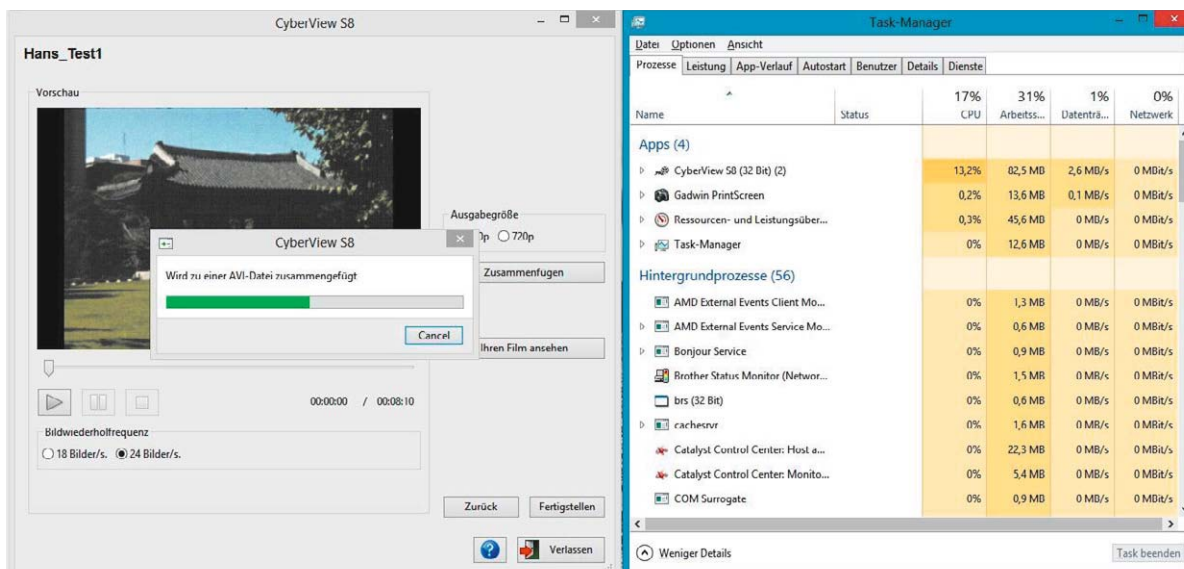 CyberView S8
Hans_Test1
Vorschau
Ausgabegröße
720p
Zusammenfugen
Ihren Film ansehen
CyberView S8
Wird zu einer AVI-Datei zusammengefügt
Cancel
00:00:00 / 00:08:10
Bildwiederholfrequenz
18 Bilder/s. 24 Bilder/s.
Zurück Fertigstellen
Verlassen
Task-Manager
Datei Optionen Ansicht
Prozesse Leistung App-Verlauf Autostart Benutzer Details Dienste
17% 31% 1% 0%
Name Status CPU Arbeitss... Datenträ... Netzwerk
Apps (4)
CyberView S8 (32 Bit) (2) 13,2% 82,5 MB 2,6 MB/s 0 MBit/s
Gadwin PrintScreen 0,2% 13,6 MB 0,1 MB/s 0 MBit/s
Ressourcen- und Leistungsüber... 0,3% 45,6 MB 0 MB/s 0 MBit/s
Task-Manager 0% 12,6 MB 0 MB/s 0 MBit/s
Hintergrundprozesse (56)
AMD External Events Client Mo... 0% 1,3 MB 0 MB/s 0 MBit/s
AMD External Events Service Mo... 0% 0,6 MB 0 MB/s 0 MBit/s
Bonjour Service 0% 0,9 MB 0 MB/s 0 MBit/s
Brother Status Monitor (Networ... 0% 1,5 MB 0 MB/s 0 MBit/s
brs (32 Bit) 0% 0,6 MB 0 MB/s 0 MBit/s
cachesrvr 0% 1,6 MB 0 MB/s 0 MBit/s
Catalyst Control Center: Host a... 0% 22,3 MB 0 MB/s 0 MBit/s
Catalyst Control Center: Monito... 0% 5,4 MB 0 MB/s 0 MBit/s
COM Surrogate 0% 0,9 MB 0 MB/s 0 MBit/s
Weniger Details
Task beenden